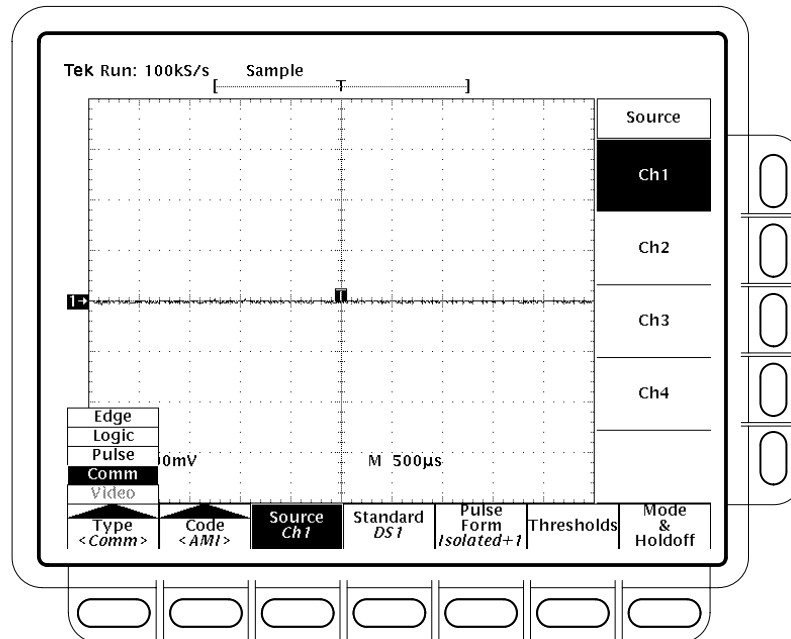 Tek Run: 100kS/s Sample
[ T ]
Source
Ch1
Ch2
Ch3
Ch4
T
1→
Edge
Logic
Pulse
Comm
Video
0mV M 500µs
Type
<Comm>
Code
<AMI>
Source
Ch1
Standard
DS1
Pulse
Form
Isolated+1
Thresholds
Mode
&
Holdoff